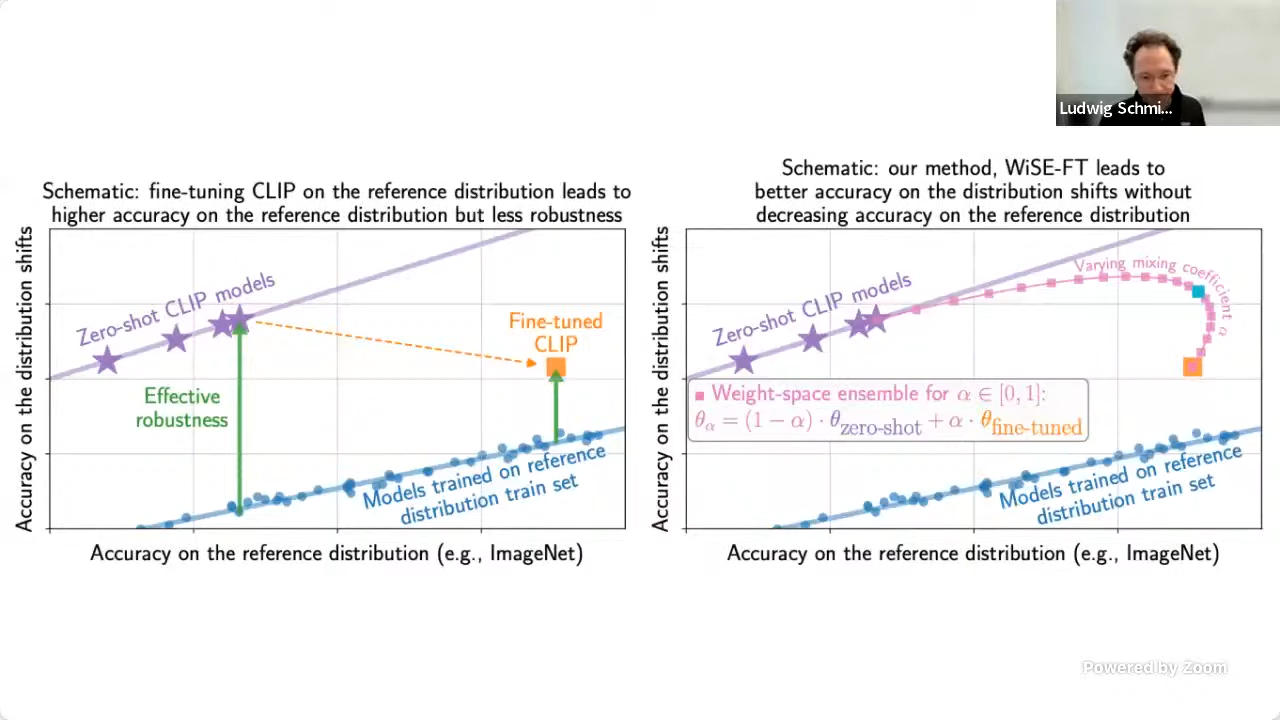 Ludwig Schmi...
Schematic: fine-tuning CLIP on the reference distribution leads to
higher accuracy on the reference distribution but less robustness
Accuracy on the distribution shifts
Zero-shot CLIP models
Effective
robustness
Fine-tuned
CLIP
Models trained on reference
distribution train set
Accuracy on the reference distribution (e.g., ImageNet)
Schematic: our method, WiSE-FT leads to
better accuracy on the distribution shifts without
decreasing accuracy on the reference distribution
Accuracy on the distribution shifts
Zero-shot CLIP models
Varying mixing coefficient α
Weight-space ensemble for α ∈ [0, 1]:
θ_α = (1 − α) · θ_zero-shot + α · θ_fine-tuned
Models trained on reference
distribution train set
Accuracy on the reference distribution (e.g., ImageNet)
Powered by Zoom